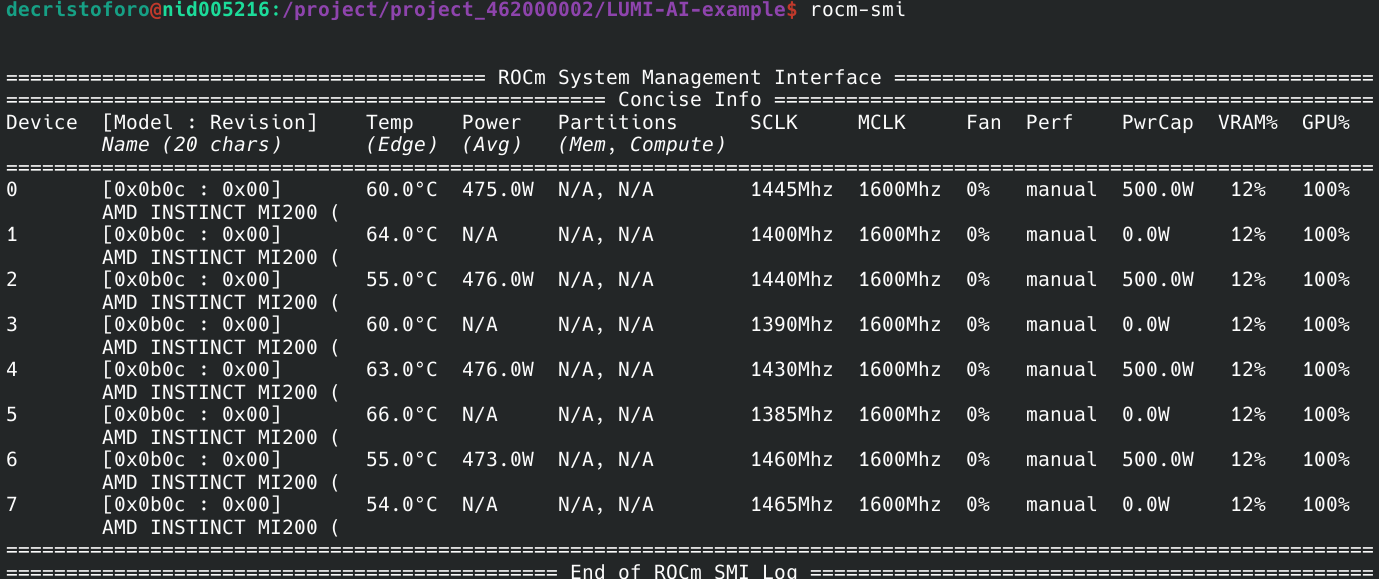 decristoforo@nid005216:/project/project_462000002/LUMI-AI-example$ rocm-smi
======================================== ROCm System Management Interface ========================================
================================================== Concise Info ==================================================
Device  [Model : Revision]    Temp    Power   Partitions      SCLK     MCLK     Fan  Perf    PwrCap  VRAM%  GPU%
        Name (20 chars)       (Edge)  (Avg)   (Mem, Compute)
==================================================================================================================
0       [0x0b0c : 0x00]       60.0°C  475.0W  N/A, N/A        1445Mhz  1600Mhz  0%   manual  500.0W   12%   100%
        AMD INSTINCT MI200 (
1       [0x0b0c : 0x00]       64.0°C  N/A     N/A, N/A        1400Mhz  1600Mhz  0%   manual  0.0W     12%   100%
        AMD INSTINCT MI200 (
2       [0x0b0c : 0x00]       55.0°C  476.0W  N/A, N/A        1440Mhz  1600Mhz  0%   manual  500.0W   12%   100%
        AMD INSTINCT MI200 (
3       [0x0b0c : 0x00]       60.0°C  N/A     N/A, N/A        1390Mhz  1600Mhz  0%   manual  0.0W     12%   100%
        AMD INSTINCT MI200 (
4       [0x0b0c : 0x00]       63.0°C  476.0W  N/A, N/A        1430Mhz  1600Mhz  0%   manual  500.0W   12%   100%
        AMD INSTINCT MI200 (
5       [0x0b0c : 0x00]       66.0°C  N/A     N/A, N/A        1385Mhz  1600Mhz  0%   manual  0.0W     12%   100%
        AMD INSTINCT MI200 (
6       [0x0b0c : 0x00]       55.0°C  473.0W  N/A, N/A        1460Mhz  1600Mhz  0%   manual  500.0W   12%   100%
        AMD INSTINCT MI200 (
7       [0x0b0c : 0x00]       54.0°C  N/A     N/A, N/A        1465Mhz  1600Mhz  0%   manual  0.0W     12%   100%
        AMD INSTINCT MI200 (
==================================================================================================================
============================================== End of ROCm SMI Log ===============================================